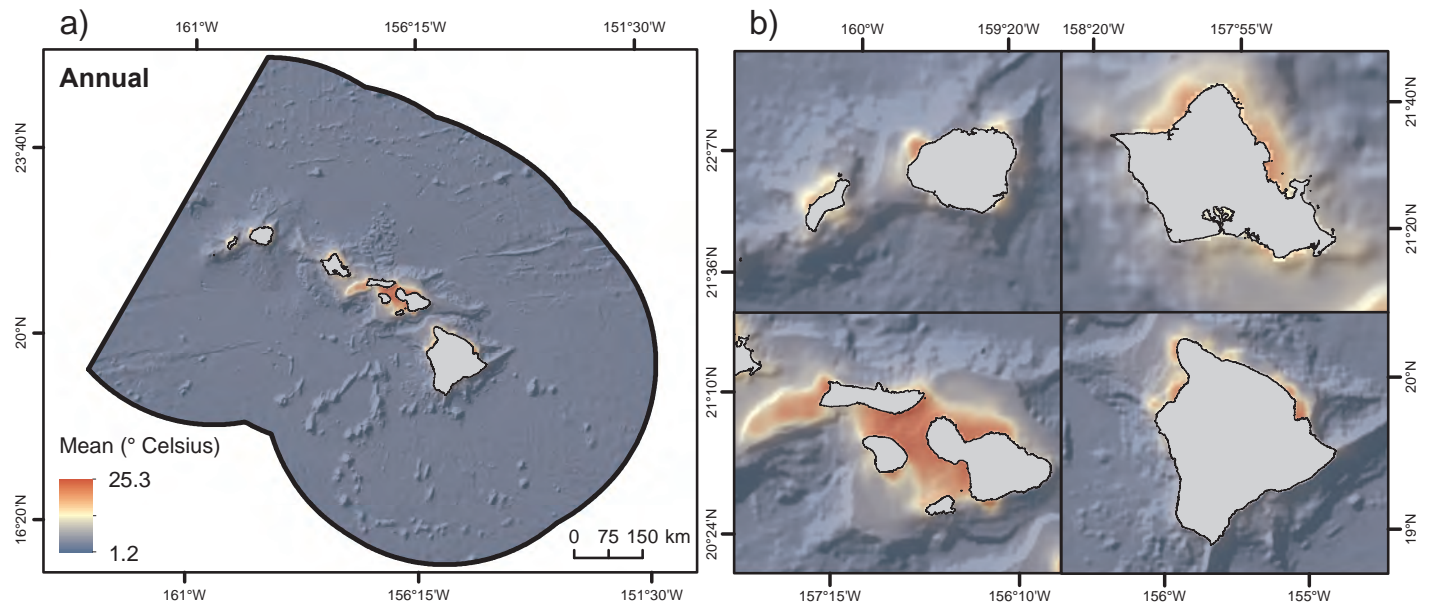 a)
161°W 156°15'W 151°30'W
Annual
23°40'N
20°N
16°20'N
Mean (° Celsius)
25.3
1.2
0 75 150 km
161°W 156°15'W 151°30'W
b)
160°W 159°20'W 158°20'W 157°55'W
22°7'N
21°36'N
21°40'N
21°20'N
21°10'N
20°24'N
20°N
19°N
157°15'W 156°10'W 156°W 155°W